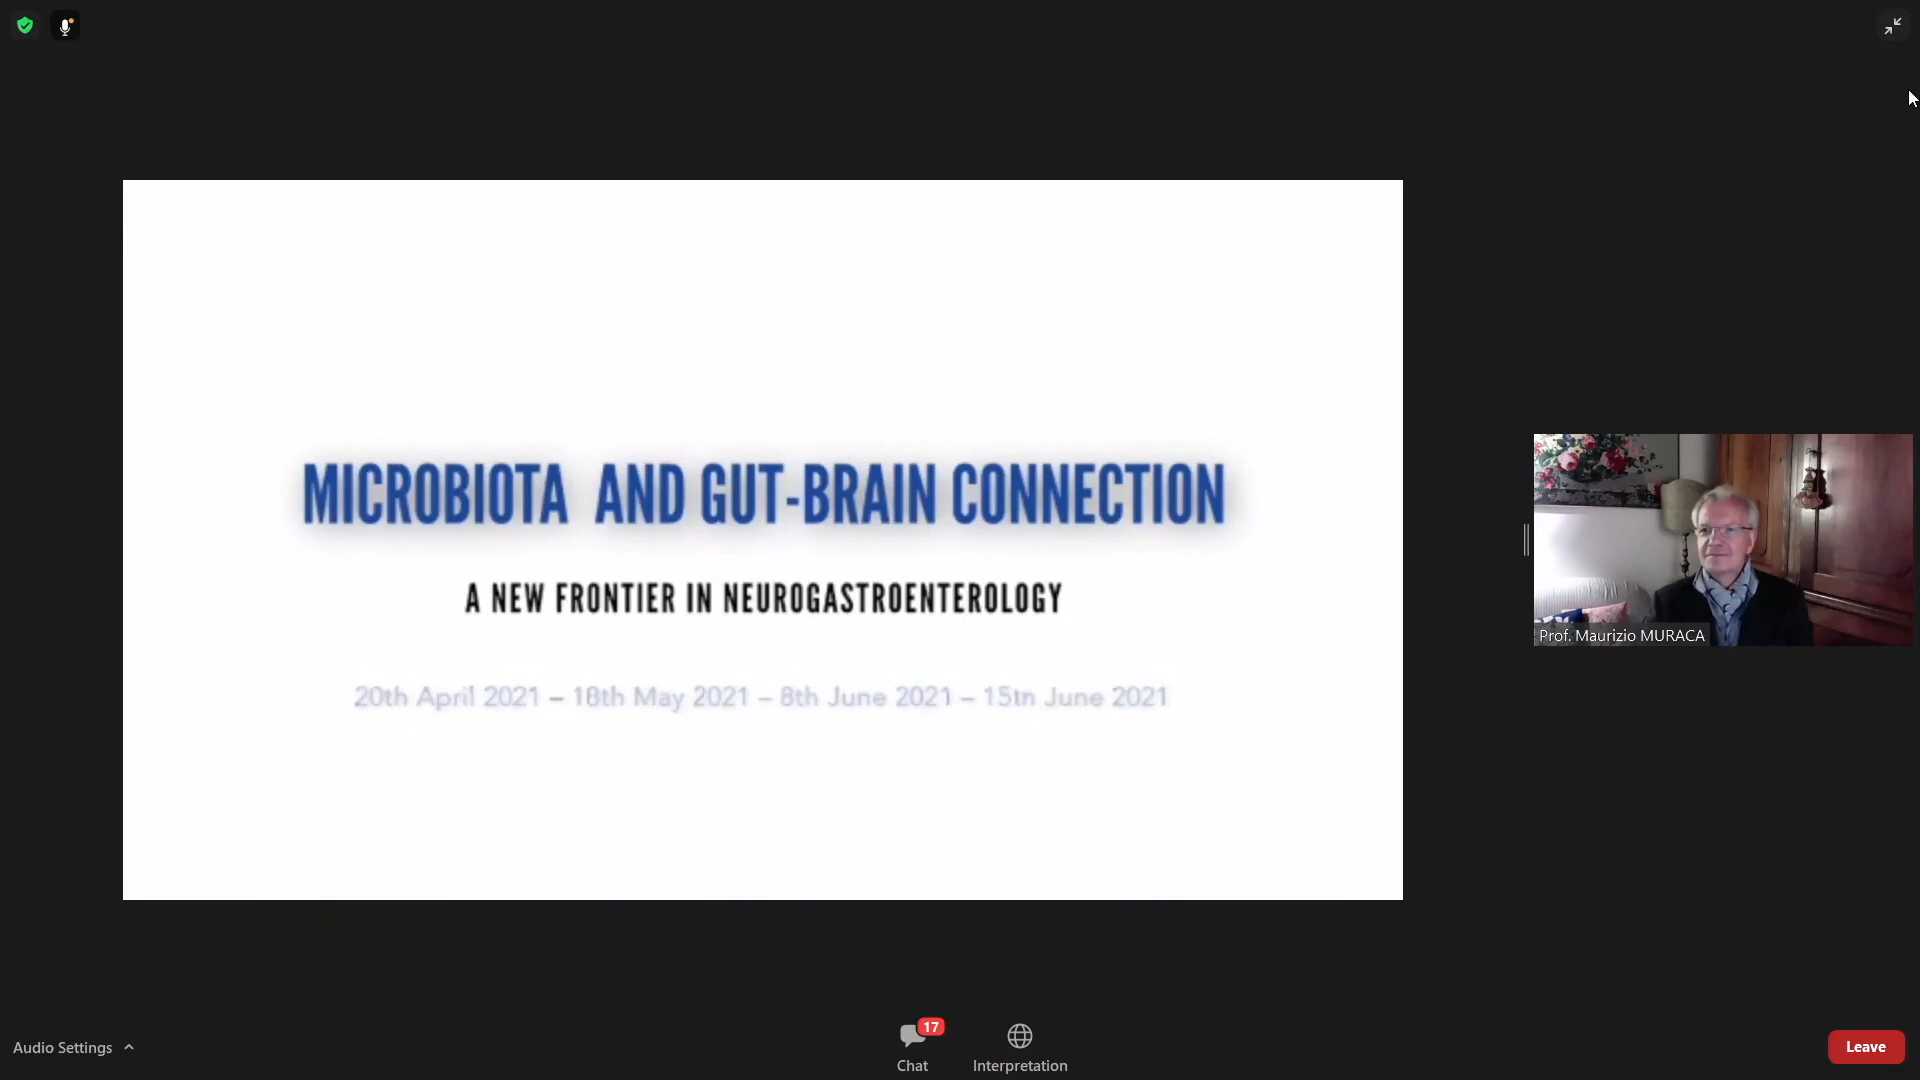 MICROBIOTA AND GUT-BRAIN CONNECTION
A NEW FRONTIER IN NEUROGASTROENTEROLOGY
20th April 2021 – 18th May 2021 – 8th June 2021 – 15th June 2021
Prof. Maurizio MURACA
Audio Settings
17
Chat
Interpretation
Leave